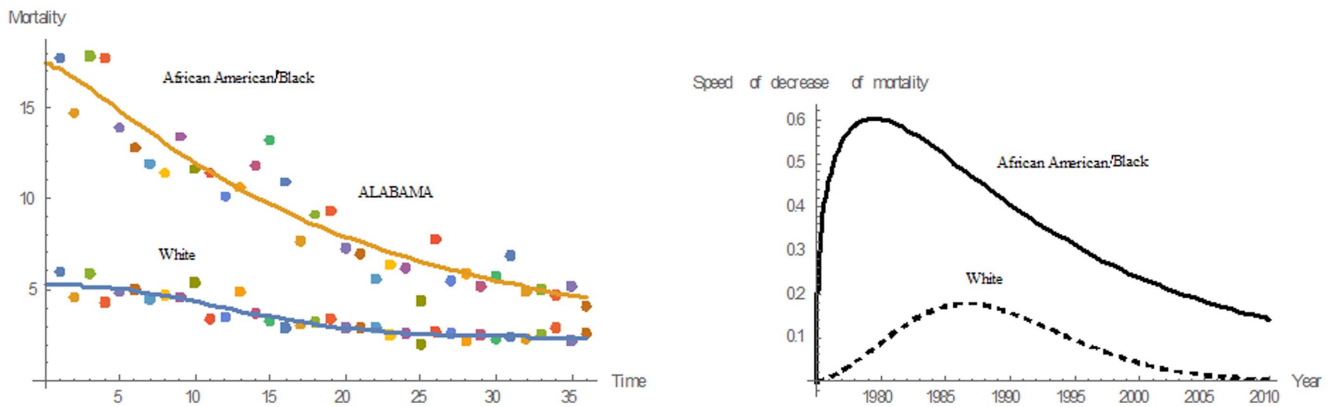 Mortality
African American/Black
15
10
ALABAMA
White
5
5 10 15 20 25 30 35
Time
Speed of decrease of mortality
0.6
African American/Black
0.5
0.4
0.3
0.2
White
0.1
1980 1985 1990 1995 2000 2005 2010
Year